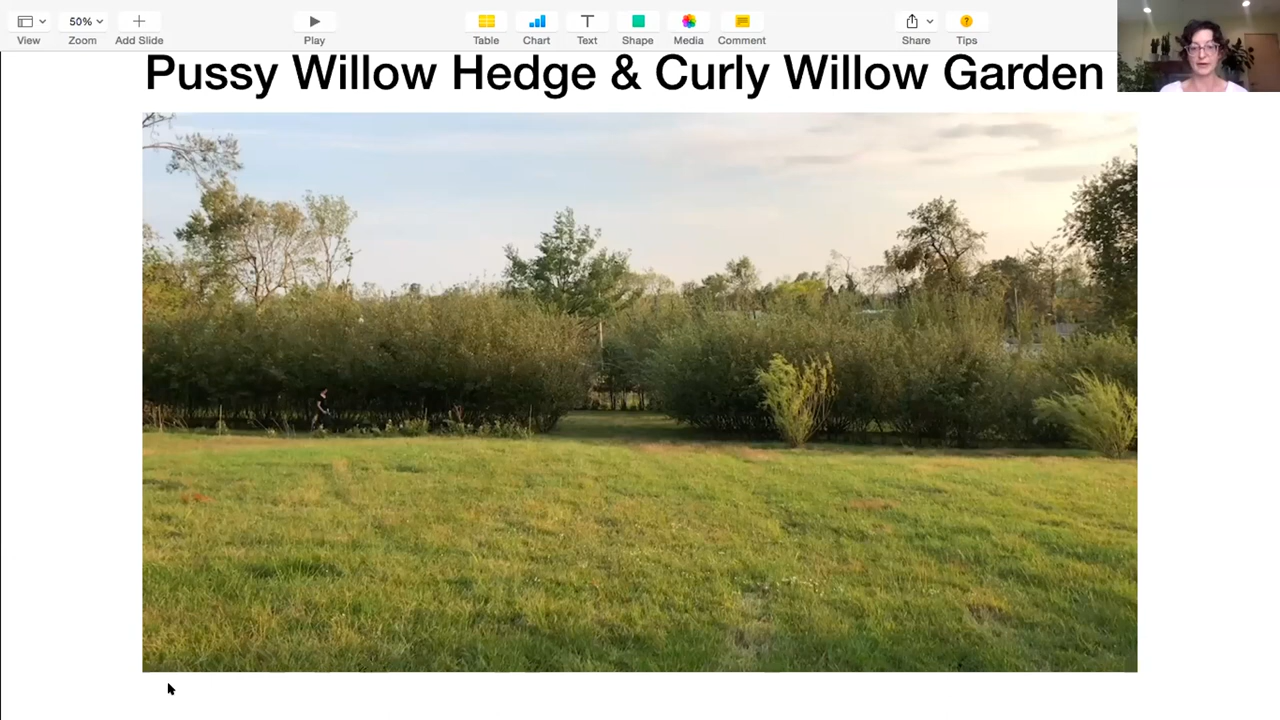 50%
View
Zoom
Add Slide
Play
Table
Chart
Text
Shape
Media
Comment
Share
Tips
Pussy Willow Hedge & Curly Willow Garden